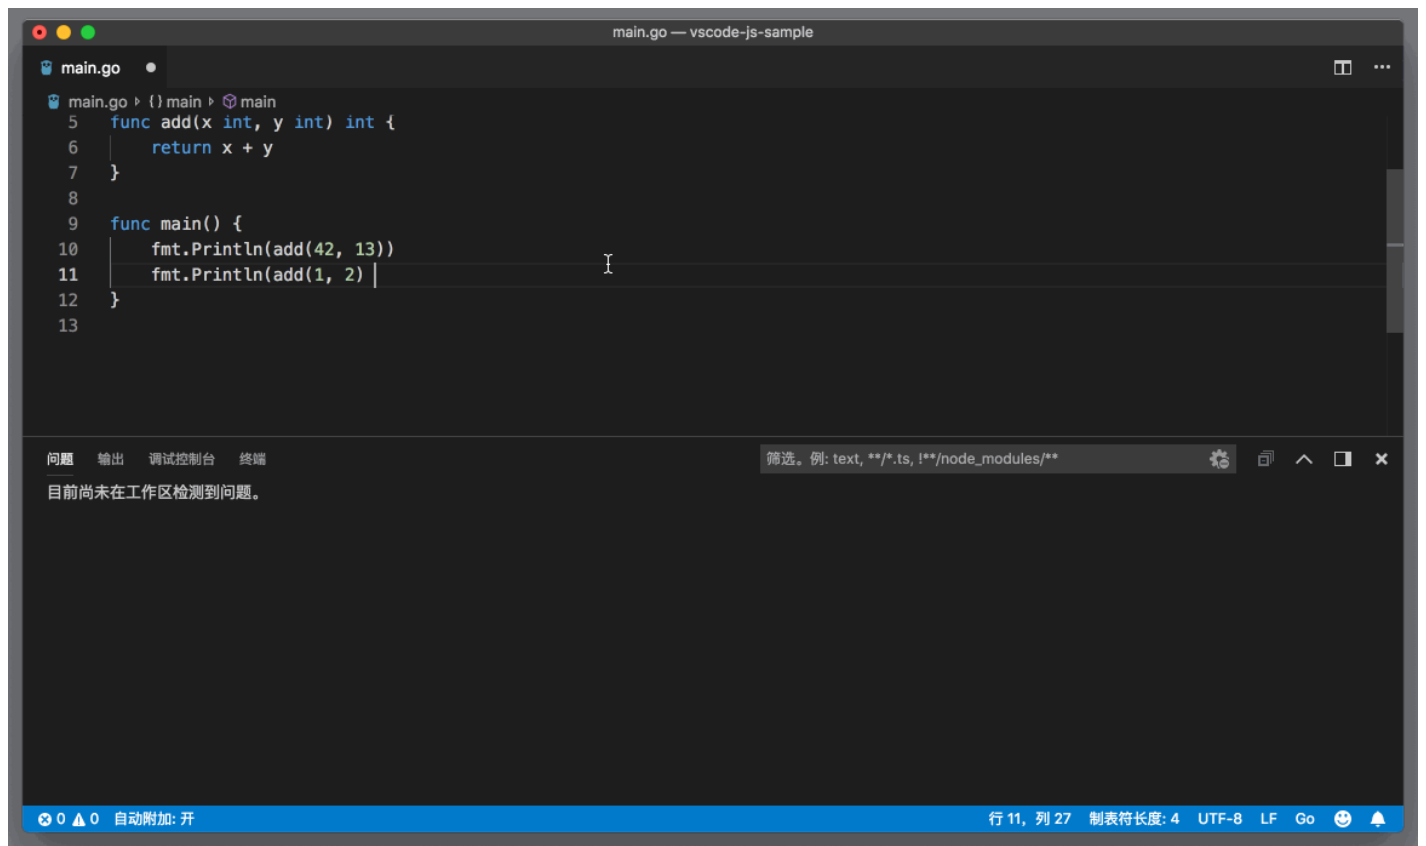 main.go — vscode-js-sample
main.go
main.go {} main main
5 func add(x int, y int) int {
6 return x + y
7 }
8
9 func main() {
10 fmt.Println(add(42, 13))
11 fmt.Println(add(1, 2)
12 }
13
问题 输出 调试控制台 终端 筛选。例: text, **/*.ts, !**/node_modules/**
目前尚未在工作区检测到问题。
0 0 自动附加: 开 行 11，列 27 制表符长度: 4 UTF-8 LF Go